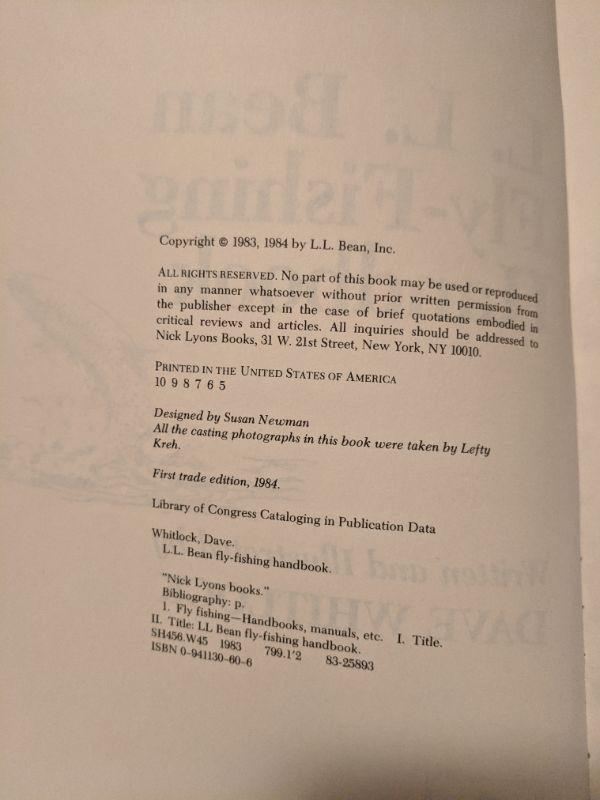 Copyright © 1983, 1984 by L.L. Bean, Inc.
ALL RIGHTS RESERVED. No part of this book may be used or reproduced
in any manner whatsoever without prior written permission from
the publisher except in the case of brief quotations embodied in
critical reviews and articles. All inquiries should be addressed to
Nick Lyons Books, 31 W. 21st Street, New York, NY 10010.
PRINTED IN THE UNITED STATES OF AMERICA
10 9 8 7 6 5
Designed by Susan Newman
All the casting photographs in this book were taken by Lefty
Kreh.
First trade edition, 1984.
Library of Congress Cataloging in Publication Data
Whitlock, Dave.
L.L. Bean fly-fishing handbook.
"Nick Lyons books."
Bibliography: p.
1. Fly fishing—Handbooks, manuals, etc. I. Title.
II. Title: LL Bean fly-fishing handbook.
SH456.W45 1983 799.1'2 83-25893
ISBN 0-941130-60-6